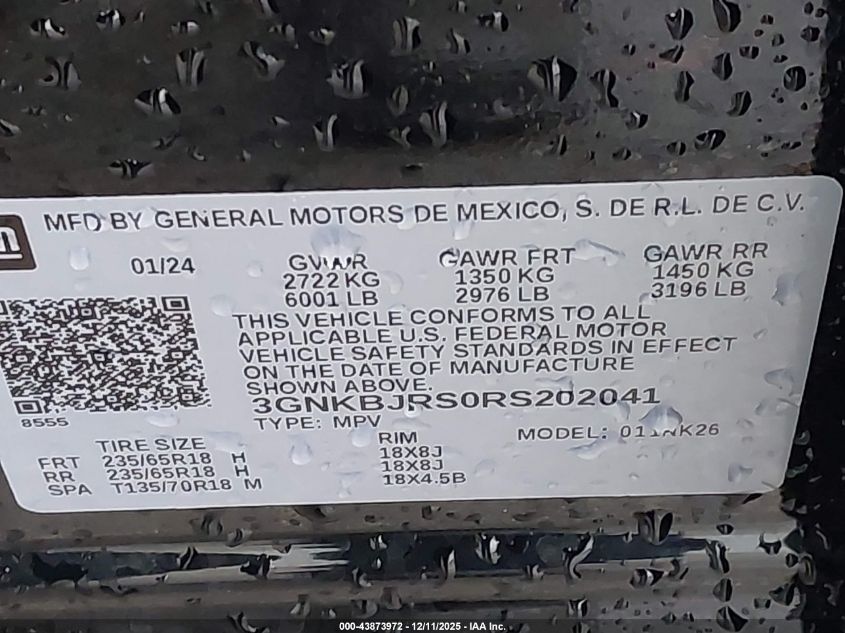 MFD BY GENERAL MOTORS DE MEXICO, S. DE R.L. DE C.V.
01/24
GVWR GAWR FRT GAWR RR
2722 KG 1350 KG 1450 KG
6001 LB 2976 LB 3196 LB
THIS VEHICLE CONFORMS TO ALL
APPLICABLE U.S. FEDERAL MOTOR
VEHICLE SAFETY STANDARDS IN EFFECT
ON THE DATE OF MANUFACTURE
SHOWN ABOVE.
3GNKBJRS0RS202041
8555
TYPE: MPV MODEL:
TIRE SIZE RIM
FRT 235/65R18 H 18X8J
RR 235/65R18 H 18X8J
SPA T135/70R18 M 18X4.5B
000-43873972 - 12/11/2025 - IAA Inc.